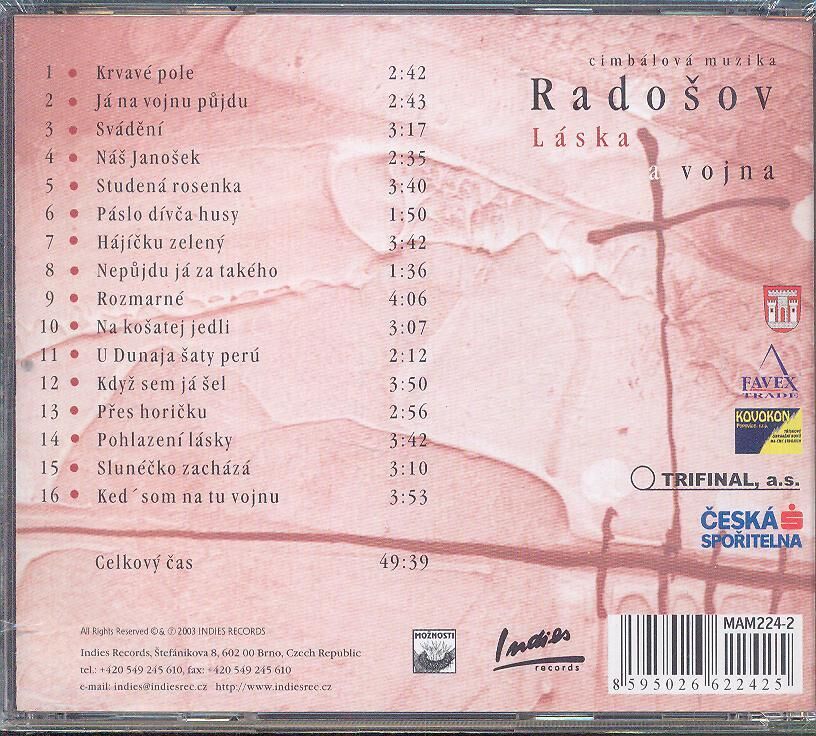 1 • Krvavé pole 2:42
2 • Já na vojnu půjdu 2:43
3 • Svádění 3:17
4 • Náš Janošek 2:35
5 • Studená rosenka 3:40
6 • Páslo dívča husy 1:50
7 • Hájíčku zelený 3:42
8 • Nepůjdu já za takého 1:36
9 • Rozmarné 4:06
10 • Na košatej jedli 3:07
11 • U Dunaja šaty perú 2:12
12 • Když sem já šel 3:50
13 • Přes horičku 2:56
14 • Pohlazení lásky 3:42
15 • Slunéčko zachází 3:10
16 • Ked´som na tu vojnu 3:53
Celkový čas 49:39
cimbálová muzika
Radošov
Láska
a vojna
FAVEX
TRADE
KOVOKON
Popovice, s.r.o.
TŘÍSKOVÉ
OBRÁBĚNÍ KOVŮ
NA CNC STROJÍCH
TRIFINAL, a.s.
ČESKÁ
SPOŘITELNA
All Rights Reserved © & ℗ 2003 INDIES RECORDS
Indies Records, Štefánikova 8, 602 00 Brno, Czech Republic
tel.: +420 549 245 610, fax: +420 549 245 610
e-mail: indies@indiesrec.cz http://www.indiesrec.cz
MOŽNOSTI
Indies
records
MAM224-2
8 595026 622425